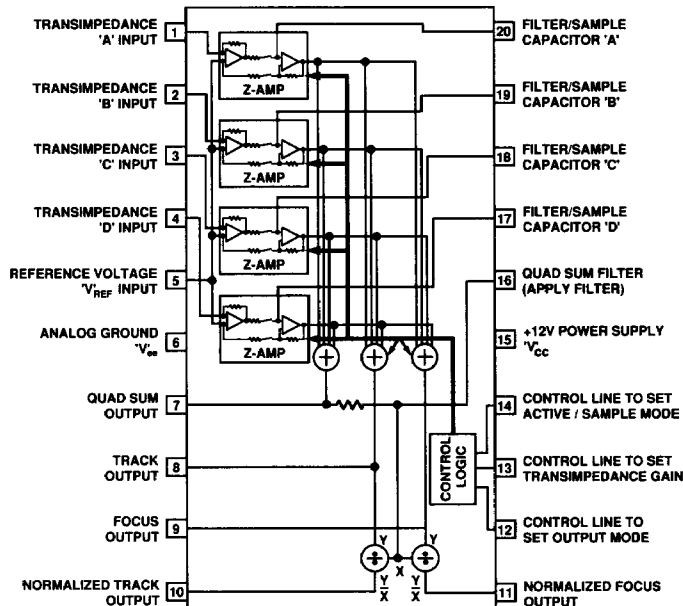 TRANSIMPEDANCE
'A' INPUT
1
TRANSIMPEDANCE
'B' INPUT
2
TRANSIMPEDANCE
'C' INPUT
3
TRANSIMPEDANCE
'D' INPUT
4
REFERENCE VOLTAGE
'V'REF INPUT
5
ANALOG GROUND
'V'ee
6
QUAD SUM
OUTPUT
7
TRACK
OUTPUT
8
FOCUS
OUTPUT
9
NORMALIZED TRACK
OUTPUT
10
Z-AMP
Z-AMP
Z-AMP
Z-AMP
+
+
+
CONTROL
LOGIC
Y
Y
÷
X
÷
Y
X
Y
X
20
FILTER/SAMPLE
CAPACITOR 'A'
19
FILTER/SAMPLE
CAPACITOR 'B'
18
FILTER/SAMPLE
CAPACITOR 'C'
17
FILTER/SAMPLE
CAPACITOR 'D'
16
QUAD SUM FILTER
(APPLY FILTER)
15
+12V POWER SUPPLY
'V'CC
14
CONTROL LINE TO SET
ACTIVE / SAMPLE MODE
13
CONTROL LINE TO SET
TRANSIMPEDANCE GAIN
12
CONTROL LINE TO
SET OUTPUT MODE
11
NORMALIZED FOCUS
OUTPUT